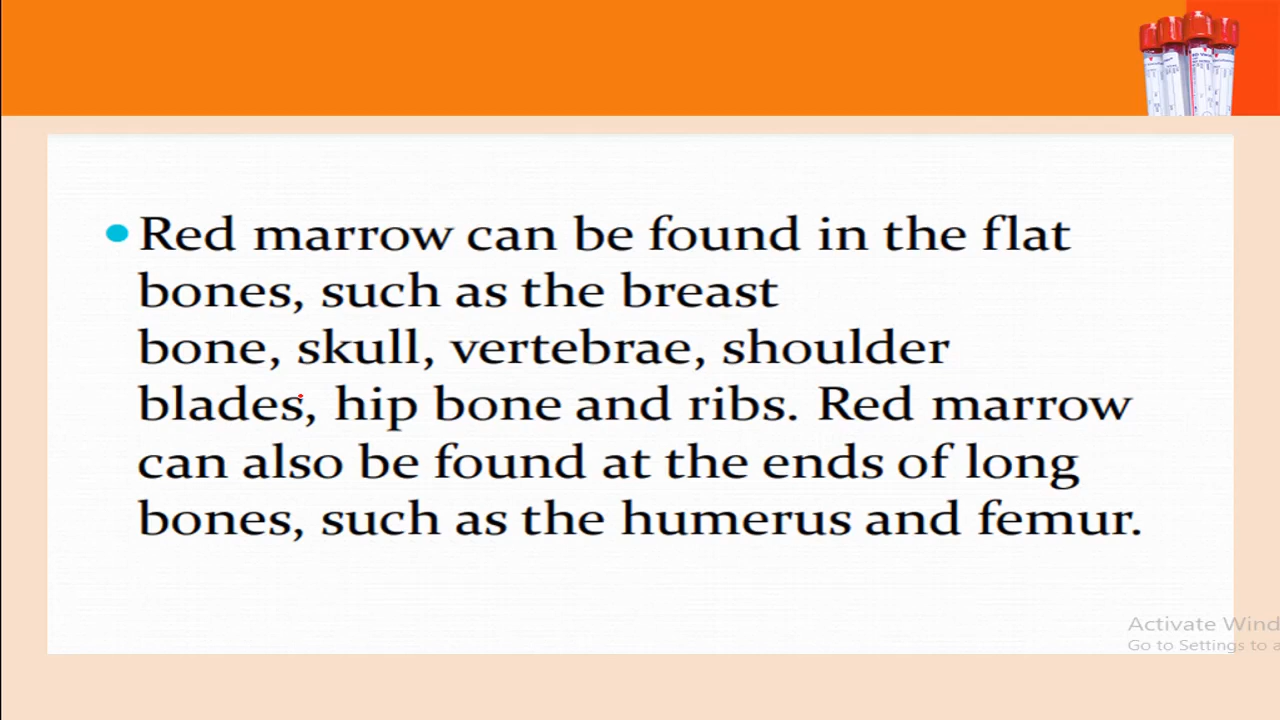 Red marrow can be found in the flat
bones, such as the breast
bone, skull, vertebrae, shoulder
blades, hip bone and ribs. Red marrow
can also be found at the ends of long
bones, such as the humerus and femur.
Activate Wind
Go to Settings to a